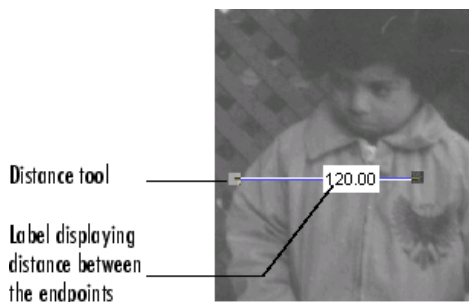 Distance tool
120.00
Label displaying
distance between
the endpoints